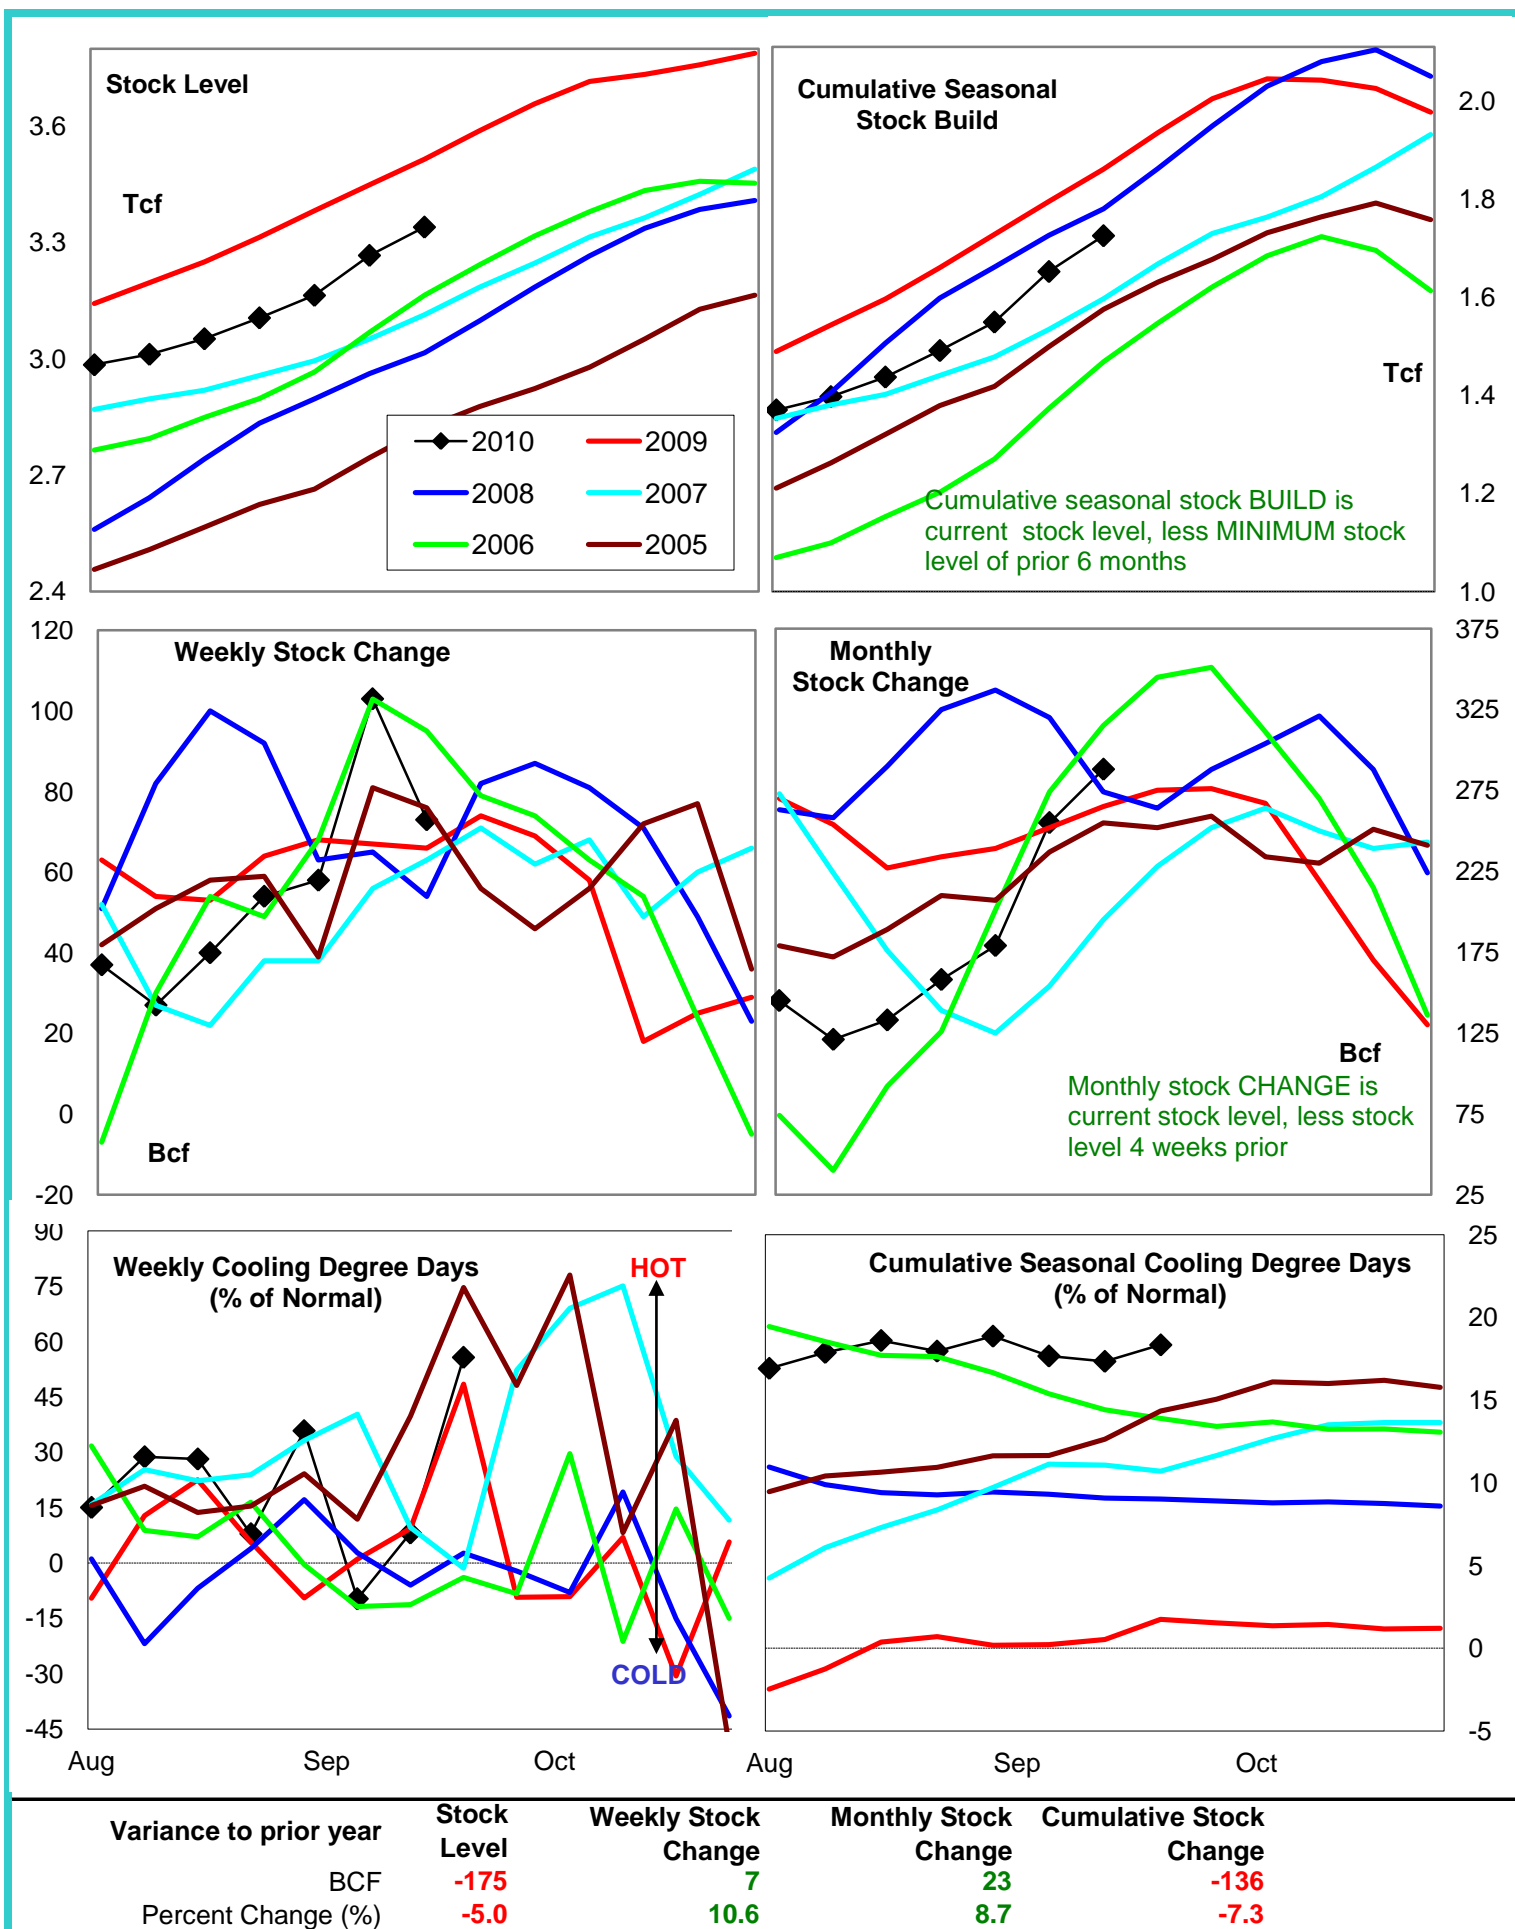 Stock Level
Tcf
3.6
3.3
3.0
2.7
2.4
2010
2009
2008
2007
2006
2005
Cumulative Seasonal
Stock Build
2.0
1.8
1.6
1.4
1.2
1.0
Tcf
Cumulative seasonal stock BUILD is
current stock level, less MINIMUM stock
level of prior 6 months
Weekly Stock Change
120
100
80
60
40
20
0
-20
Bcf
Monthly
Stock Change
375
325
275
225
175
125
75
25
Bcf
Monthly stock CHANGE is
current stock level, less stock
level 4 weeks prior
Weekly Cooling Degree Days
(% of Normal)
HOT
COLD
90
75
60
45
30
15
0
-15
-30
-45
Aug
Sep
Oct
Cumulative Seasonal Cooling Degree Days
(% of Normal)
25
20
15
10
5
0
-5
Aug
Sep
Oct
Variance to prior year
Stock
Level
Weekly Stock
Change
Monthly Stock
Change
Cumulative Stock
Change
BCF -175 7 23 -136
Percent Change (%) -5.0 10.6 8.7 -7.3